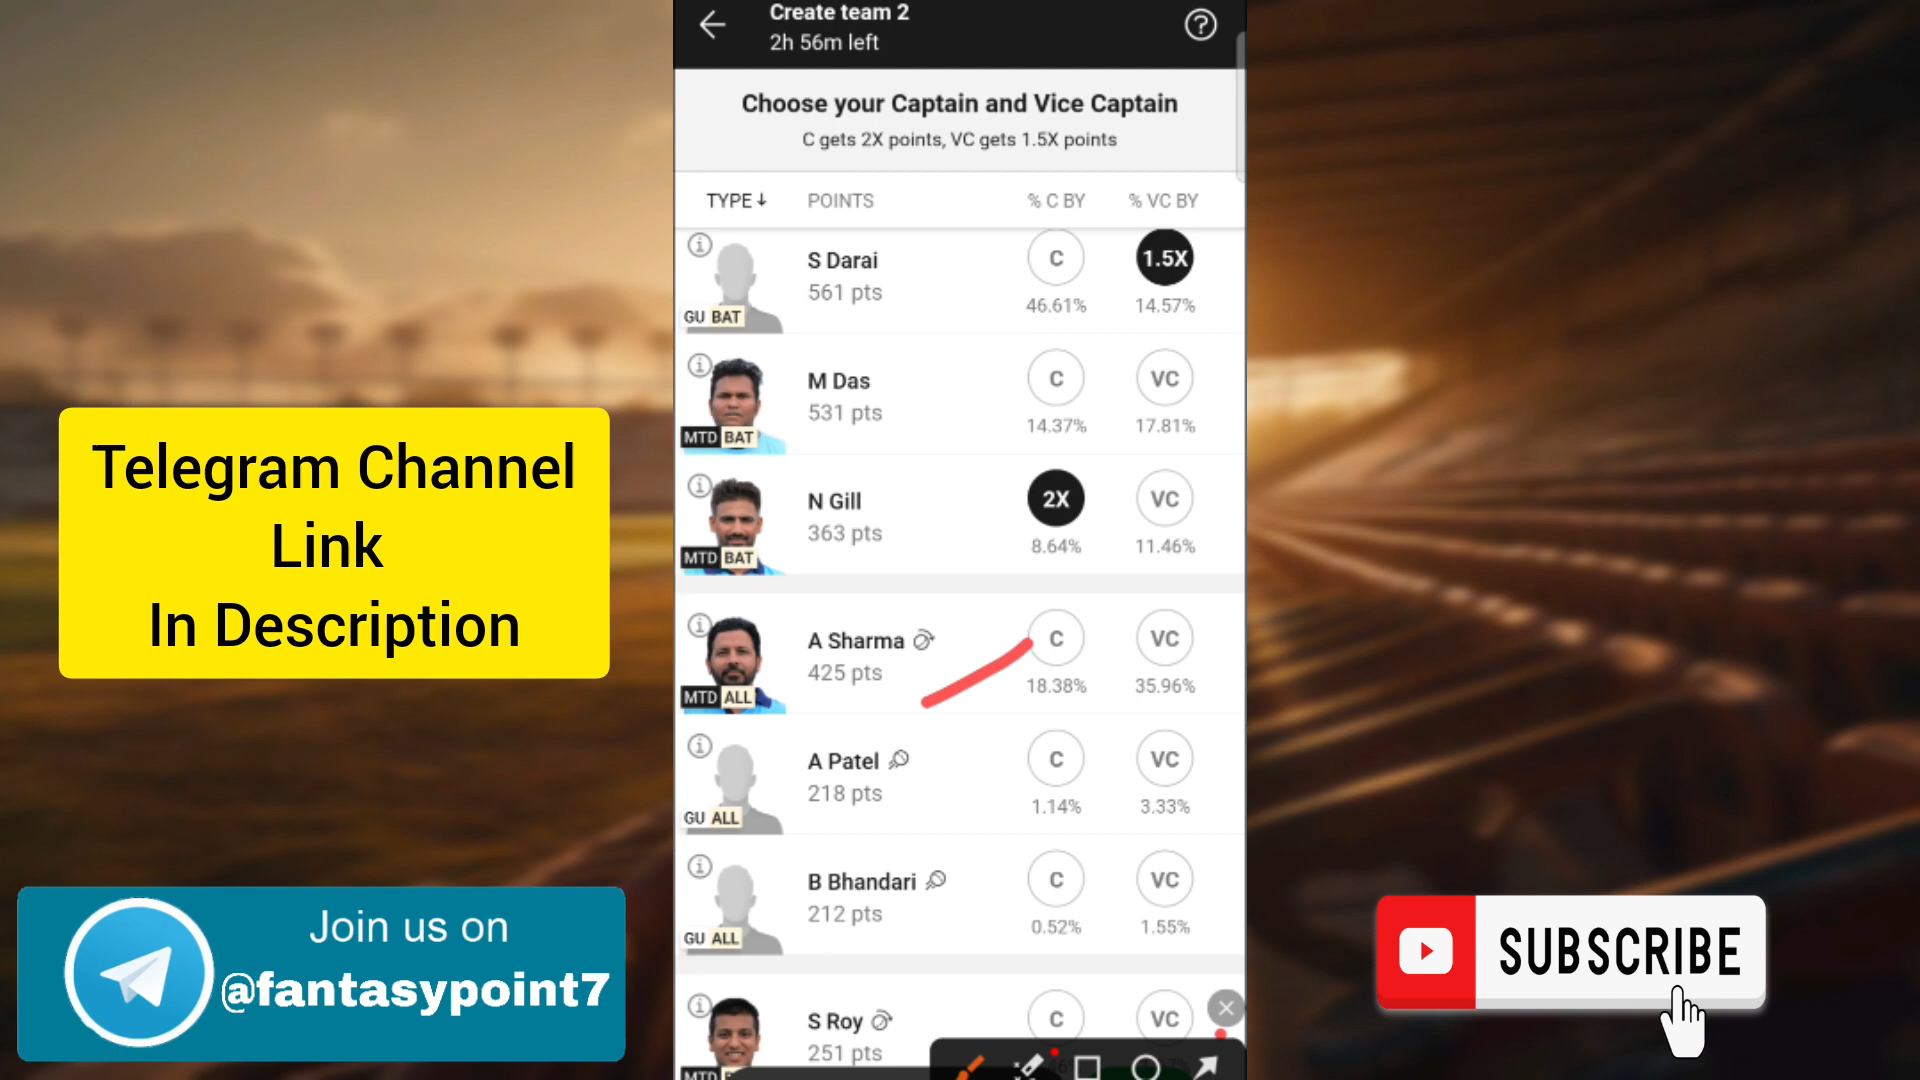 Create team 2
2h 56m left
Choose your Captain and Vice Captain
C gets 2X points, VC gets 1.5X points
TYPE↓ POINTS % C BY % VC BY
S Darai C 1.5X
561 pts 46.61% 14.57%
GU BAT
M Das C VC
531 pts 14.37% 17.81%
MTD BAT
N Gill 2X VC
363 pts 8.64% 11.46%
MTD BAT
A Sharma C VC
425 pts 18.38% 35.96%
MTD ALL
A Patel C VC
218 pts 1.14% 3.33%
GU ALL
B Bhandari C VC
212 pts 0.52% 1.55%
GU ALL
S Roy C VC
251 pts
MTD
Telegram Channel
Link
In Description
Join us on
@fantasypoint7
SUBSCRIBE